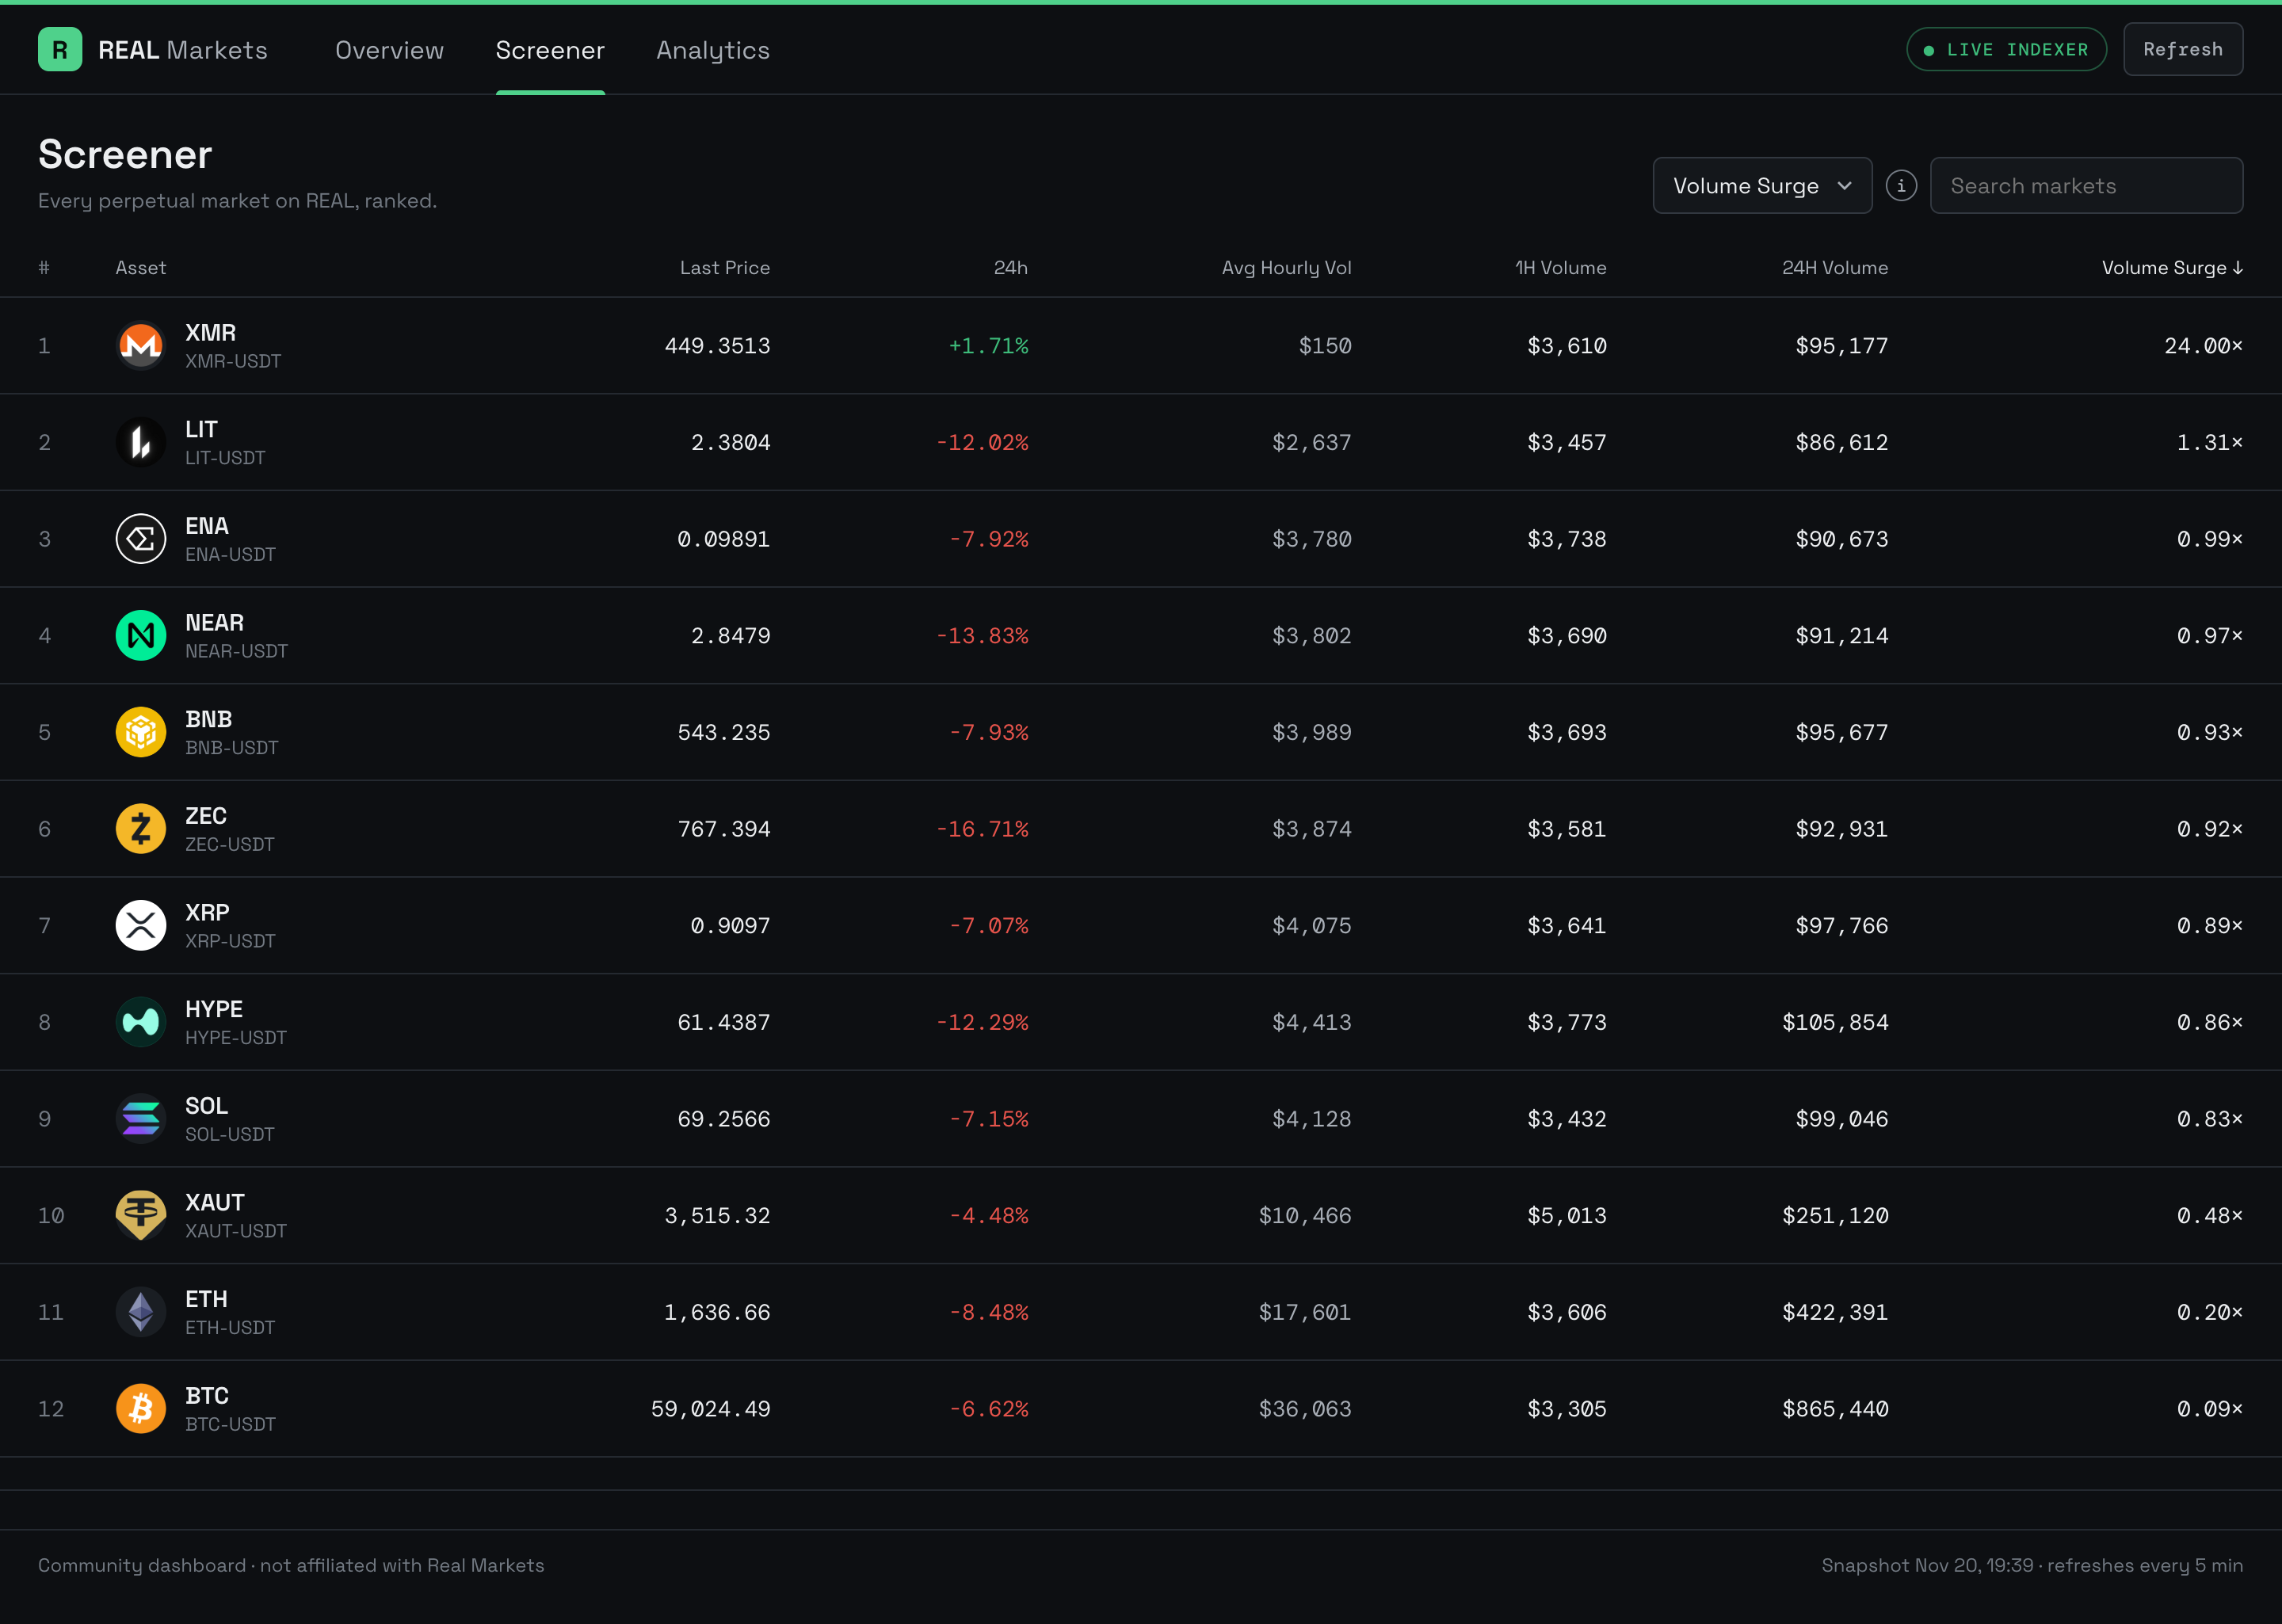 R REAL Markets Overview Screener Analytics ● LIVE INDEXER Refresh
Screener
Every perpetual market on REAL, ranked.
Volume Surge i Search markets
# Asset Last Price 24h Avg Hourly Vol 1H Volume 24H Volume Volume Surge ↓
1 XMR 449.3513 +1.71% $150 $3,610 $95,177 24.00×
XMR-USDT
2 LIT 2.3804 -12.02% $2,637 $3,457 $86,612 1.31×
LIT-USDT
3 ENA 0.09891 -7.92% $3,780 $3,738 $90,673 0.99×
ENA-USDT
4 NEAR 2.8479 -13.83% $3,802 $3,690 $91,214 0.97×
NEAR-USDT
5 BNB 543.235 -7.93% $3,989 $3,693 $95,677 0.93×
BNB-USDT
6 ZEC 767.394 -16.71% $3,874 $3,581 $92,931 0.92×
ZEC-USDT
7 XRP 0.9097 -7.07% $4,075 $3,641 $97,766 0.89×
XRP-USDT
8 HYPE 61.4387 -12.29% $4,413 $3,773 $105,854 0.86×
HYPE-USDT
9 SOL 69.2566 -7.15% $4,128 $3,432 $99,046 0.83×
SOL-USDT
10 XAUT 3,515.32 -4.48% $10,466 $5,013 $251,120 0.48×
XAUT-USDT
11 ETH 1,636.66 -8.48% $17,601 $3,606 $422,391 0.20×
ETH-USDT
12 BTC 59,024.49 -6.62% $36,063 $3,305 $865,440 0.09×
BTC-USDT
Community dashboard · not affiliated with Real Markets Snapshot Nov 20, 19:39 · refreshes every 5 min